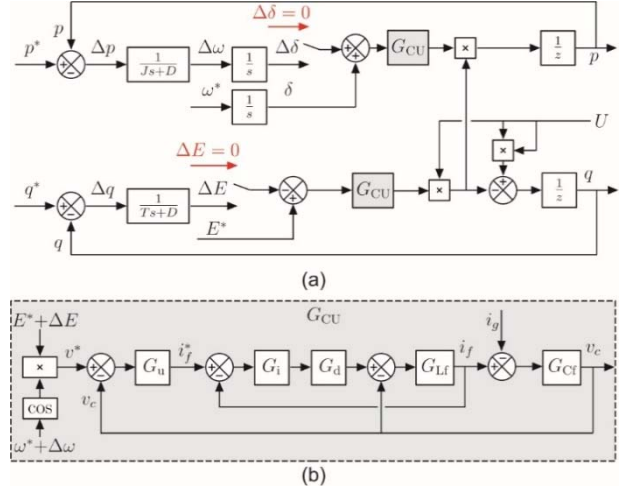 Δδ = 0
p
p*
Δp
1/(Js+D)
Δω
1/s
Δδ
G_CU
×
1/z
p
ω*
1/s
δ
U
×
ΔE = 0
q*
Δq
1/(Ts+D)
ΔE
G_CU
×
1/z
q
q
E*
(a)
E*+ΔE
G_CU
i_g
×
v*
G_u
i_f*
G_i
G_d
G_Lf
i_f
G_Cf
v_c
v_c
cos
ω*+Δω
(b)